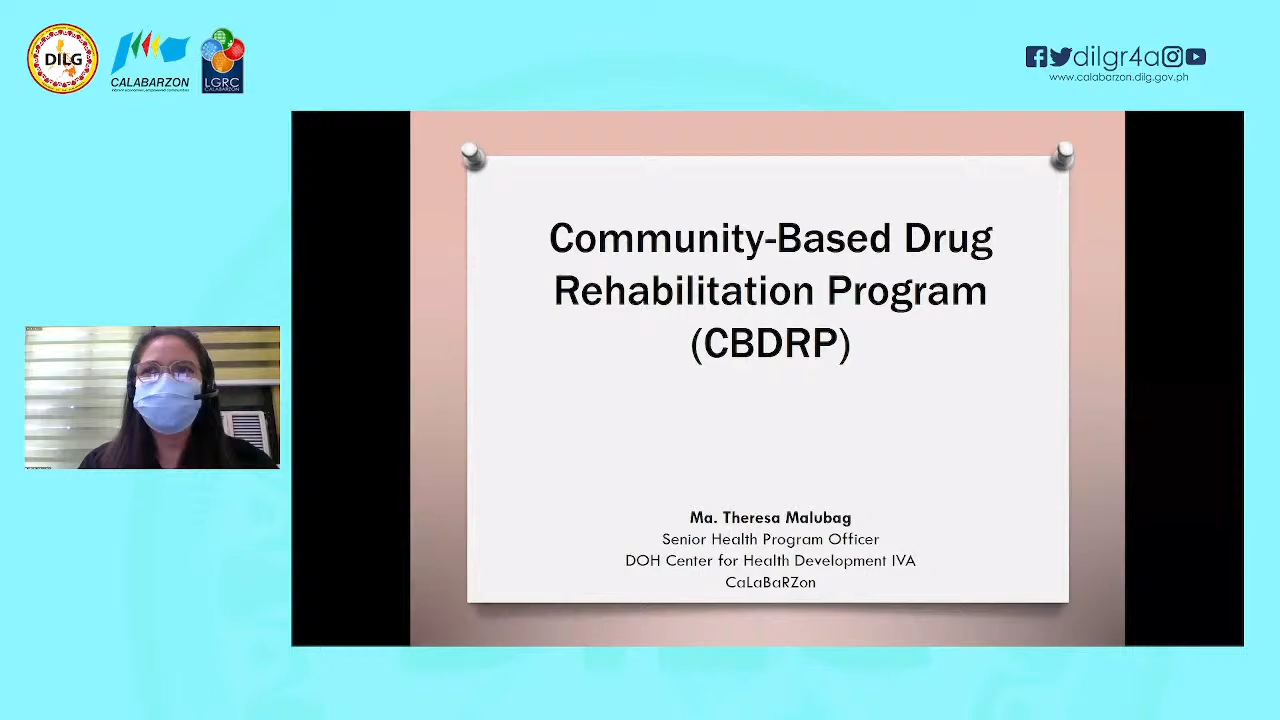 DILG
CALABARZON
LGRC
CALABARZON
dilgr4a
www.calabarzon.dilg.gov.ph
Community-Based Drug
Rehabilitation Program
(CBDRP)
Ma. Theresa Malubag
Senior Health Program Officer
DOH Center for Health Development IVA
CaLaBaRZon